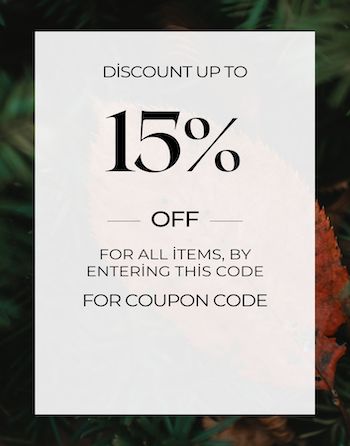 DİSCOUNT UP TO
15%
OFF
FOR ALL İTEMS, BY
ENTERİNG THİS CODE
FOR COUPON CODE